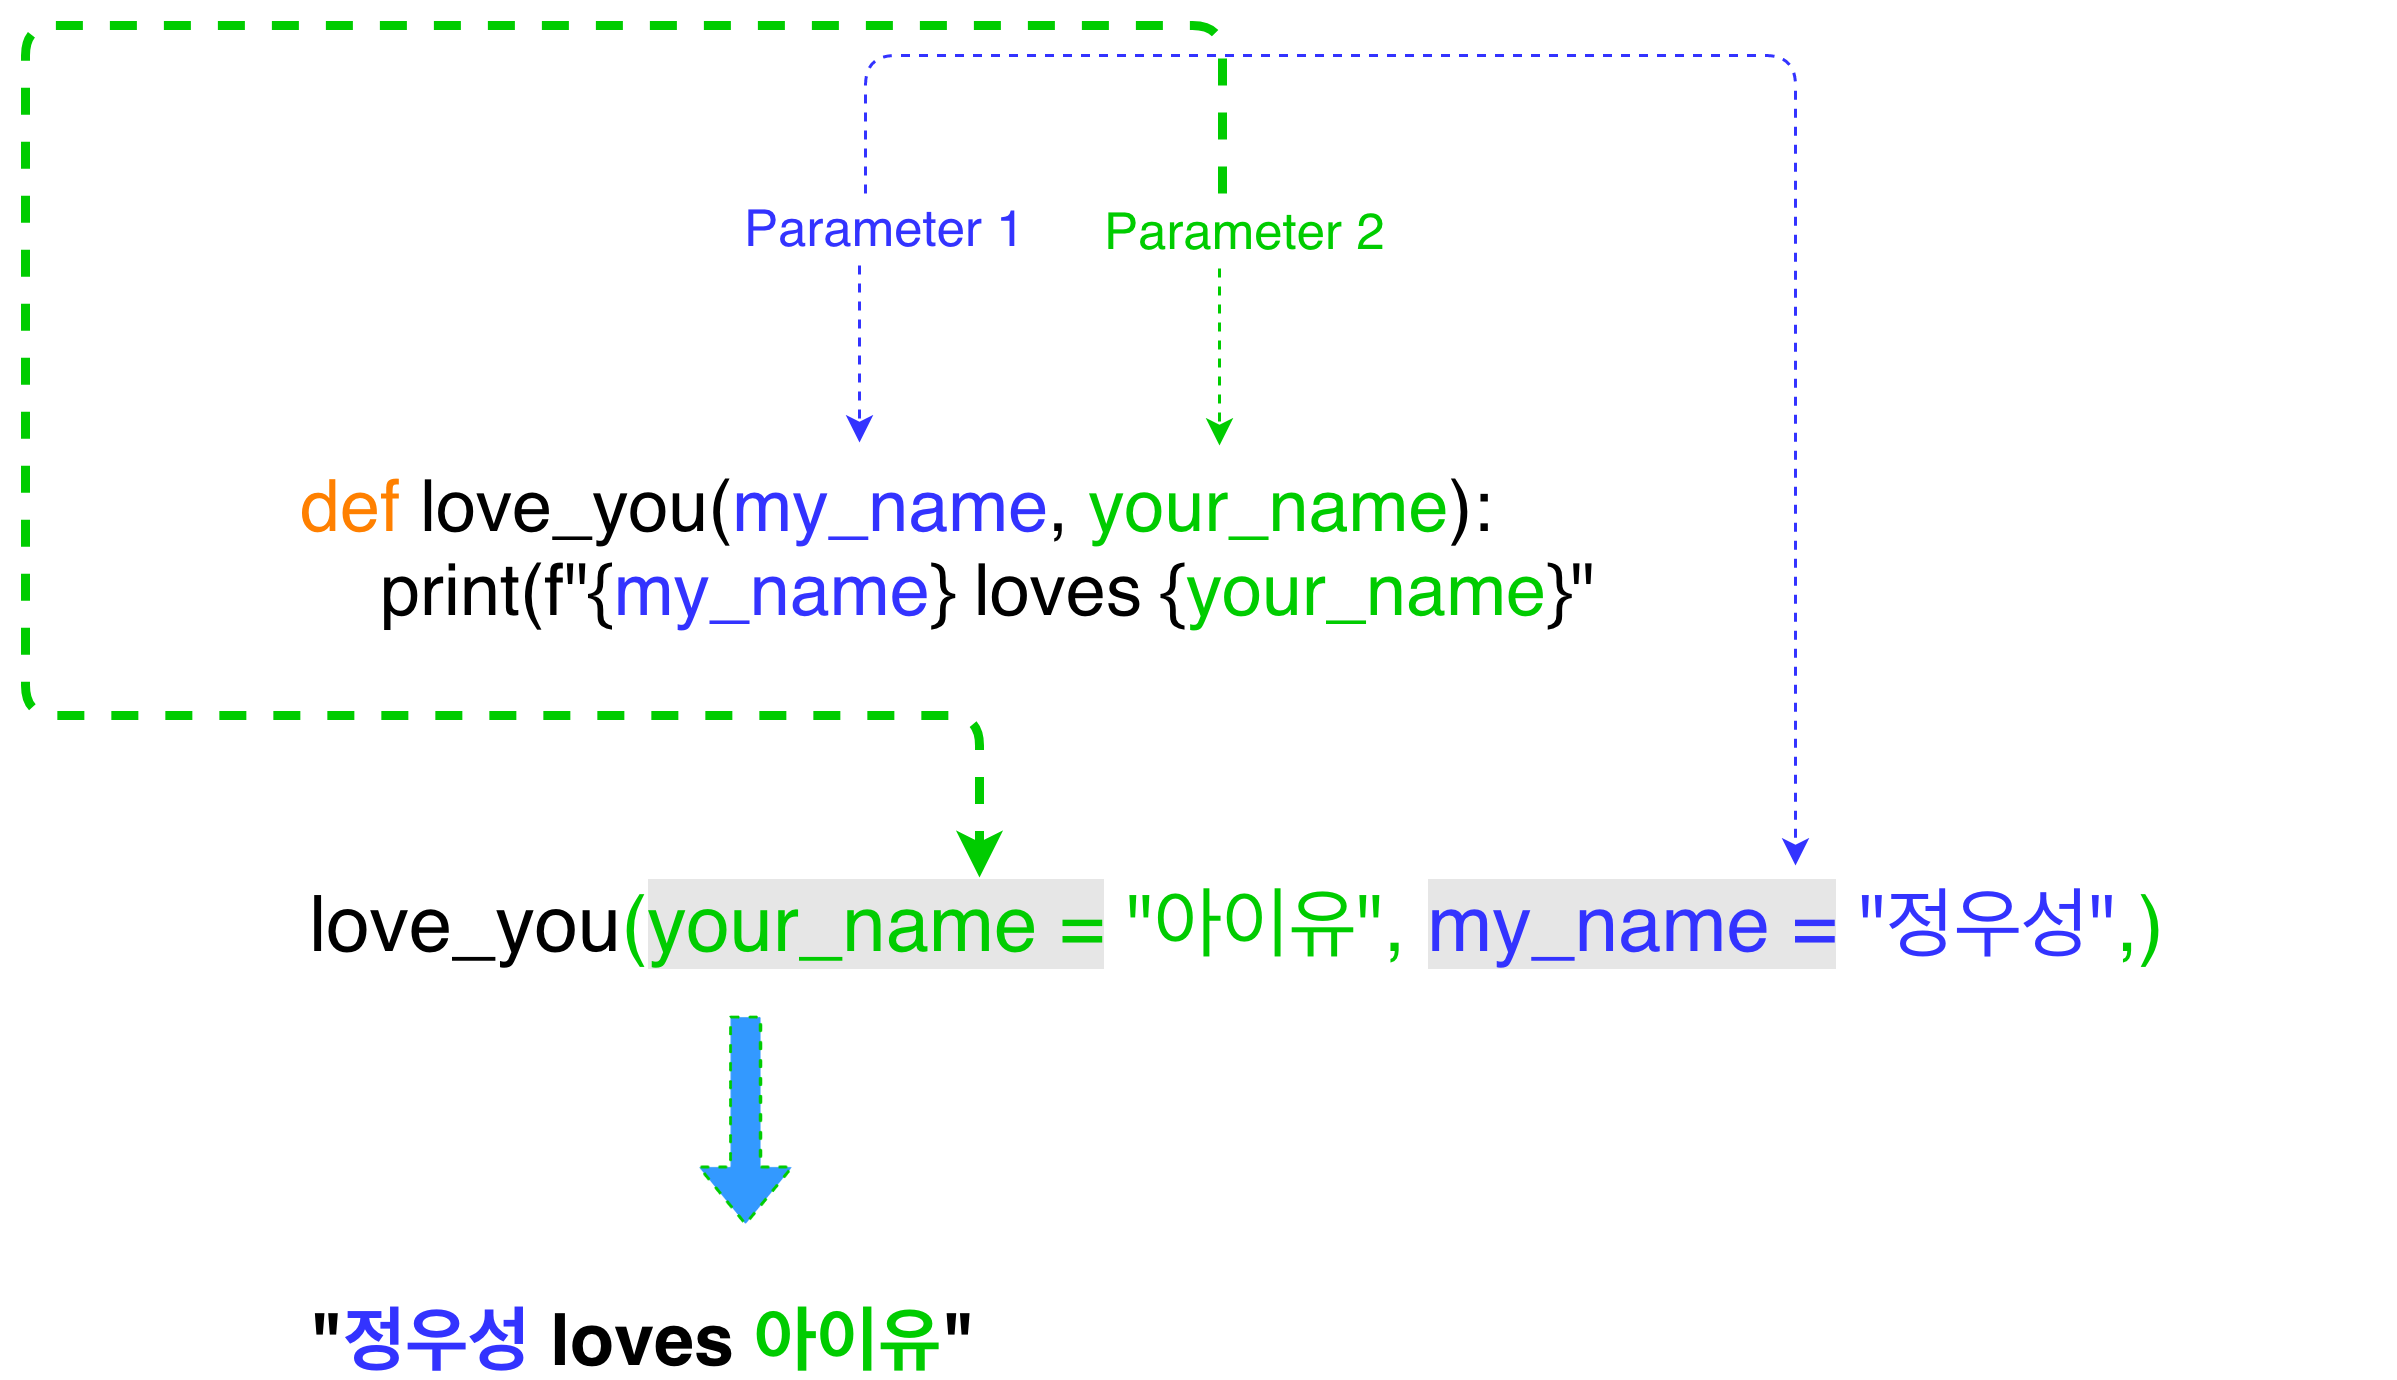 Parameter 1 Parameter 2
def love_you(my_name, your_name):
print(f"{my_name} loves {your_name}"
love_you(your_name = "아이유", my_name = "정우성",)
"정우성 loves 아이유"